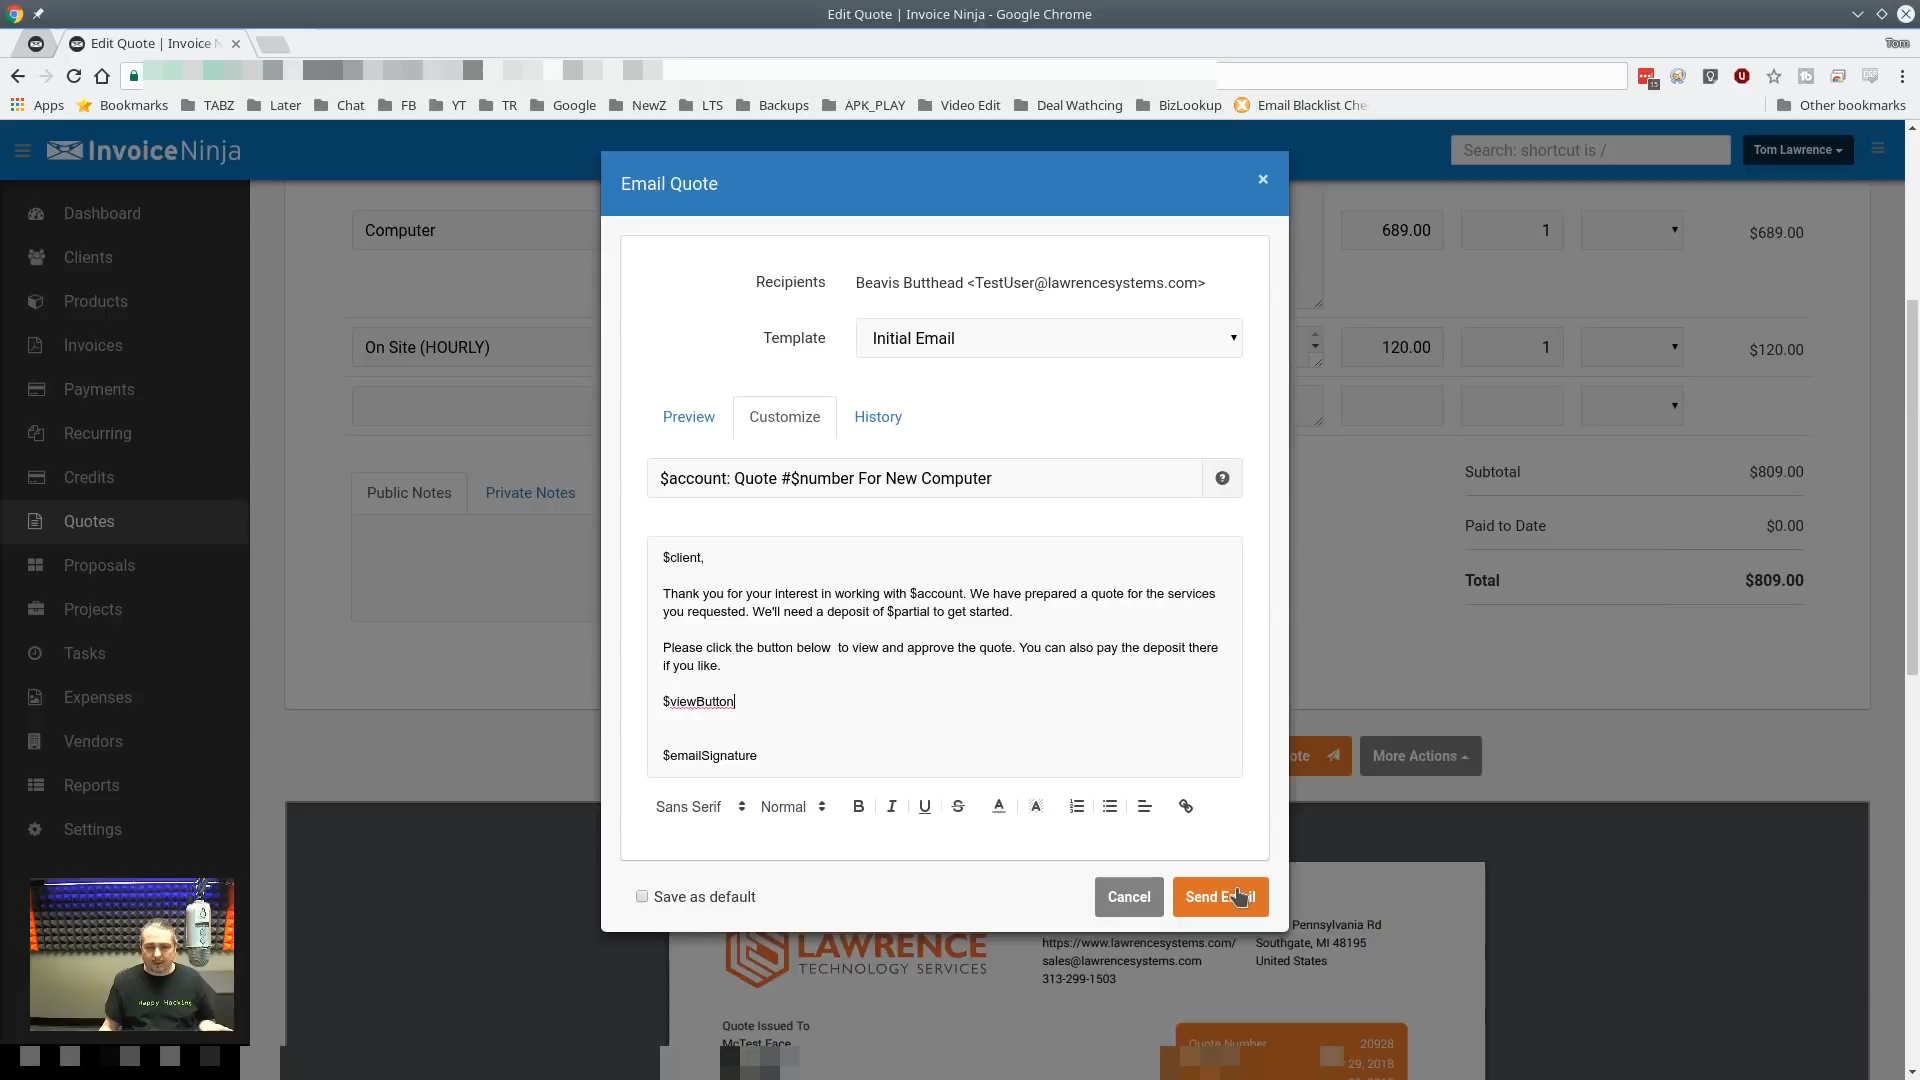 Edit Quote | Invoice Ninja - Google Chrome
Edit Quote | Invoice N
Tom
Apps
Bookmarks
TABZ
Later
Chat
FB
YT
TR
Google
NewZ
LTS
Backups
APK_PLAY
Video Edit
Deal Wathcing
BizLookup
Email Blacklist Che
Other bookmarks
InvoiceNinja
Search: shortcut is /
Tom Lawrence
Dashboard
Clients
Products
Invoices
Payments
Recurring
Credits
Quotes
Proposals
Projects
Tasks
Expenses
Vendors
Reports
Settings
Computer
689.00
1
$689.00
On Site (HOURLY)
120.00
1
$120.00
Public Notes
Private Notes
Subtotal
$809.00
Paid to Date
$0.00
Total
$809.00
ote
More Actions
Email Quote
×
Recipients
Beavis Butthead <TestUser@lawrencesystems.com>
Template
Initial Email
Preview
Customize
History
$account: Quote #$number For New Computer
$client,
Thank you for your interest in working with $account. We have prepared a quote for the services
you requested. We'll need a deposit of $partial to get started.
Please click the button below  to view and approve the quote. You can also pay the deposit there
if you like.
$viewButton
$emailSignature
Sans Serif
Normal
B I U S A A
Save as default
Cancel
Send Email
LAWRENCE
TECHNOLOGY SERVICES
https://www.lawrencesystems.com/
sales@lawrencesystems.com
313-299-1503
Pennsylvania Rd
Southgate, MI 48195
United States
Quote Issued To
McTest Face
Quote Number
20928
29, 2018
Happy Hacking